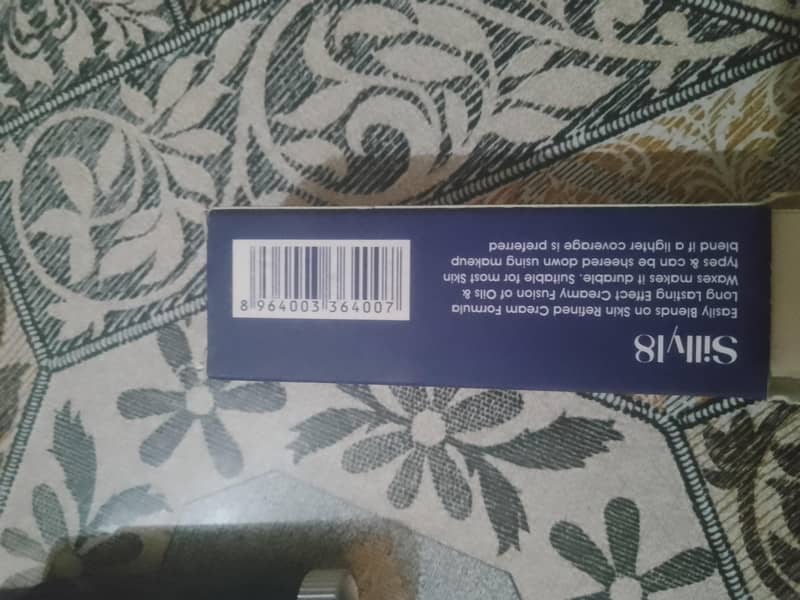 Silly18
Easily Blends on Skin Refined Cream Formula
Long Lasting Effect Creamy Fusion of Oils &
Waxes makes it durable. Suitable for most Skin
types & can be sheered down using makeup
blend if a lighter coverage is preferred
8 964003 364007